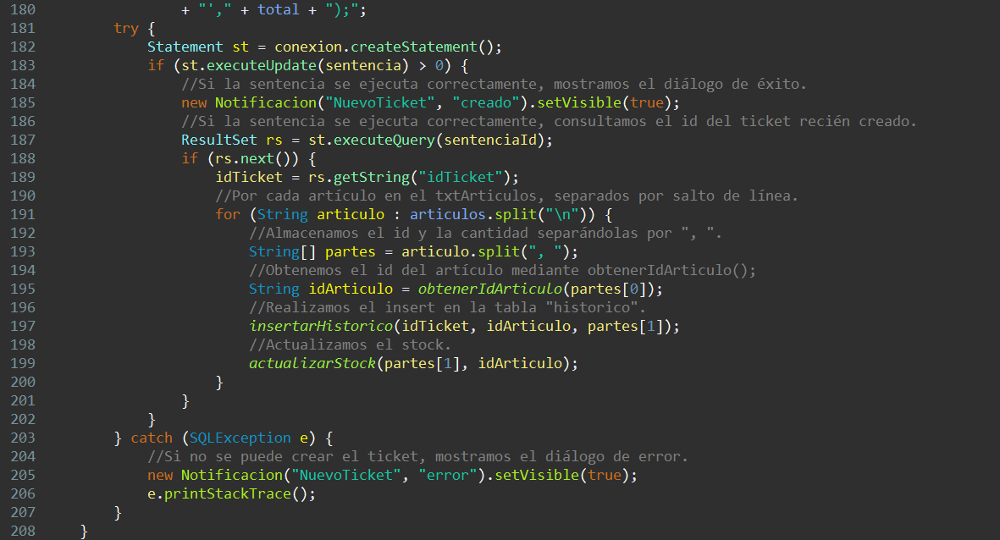 180                 + "'," + total + ");";
181         try {
182             Statement st = conexion.createStatement();
183             if (st.executeUpdate(sentencia) > 0) {
184                 //Si la sentencia se ejecuta correctamente, mostramos el diálogo de éxito.
185                 new Notificacion("NuevoTicket", "creado").setVisible(true);
186                 //Si la sentencia se ejecuta correctamente, consultamos el id del ticket recién creado.
187                 ResultSet rs = st.executeQuery(sentenciaId);
188                 if (rs.next()) {
189                     idTicket = rs.getString("idTicket");
190                     //Por cada artículo en el txtArticulos, separados por salto de línea.
191                     for (String articulo : articulos.split("\n")) {
192                         //Almacenamos el id y la cantidad separándolas por ", ".
193                         String[] partes = articulo.split(", ");
194                         //Obtenemos el id del artículo mediante obtenerIdArticulo();
195                         String idArticulo = obtenerIdArticulo(partes[0]);
196                         //Realizamos el insert en la tabla "historico".
197                         insertarHistorico(idTicket, idArticulo, partes[1]);
198                         //Actualizamos el stock.
199                         actualizarStock(partes[1], idArticulo);
200                     }
201                 }
202             }
203         } catch (SQLException e) {
204             //Si no se puede crear el ticket, mostramos el diálogo de error.
205             new Notificacion("NuevoTicket", "error").setVisible(true);
206             e.printStackTrace();
207         }
208     }